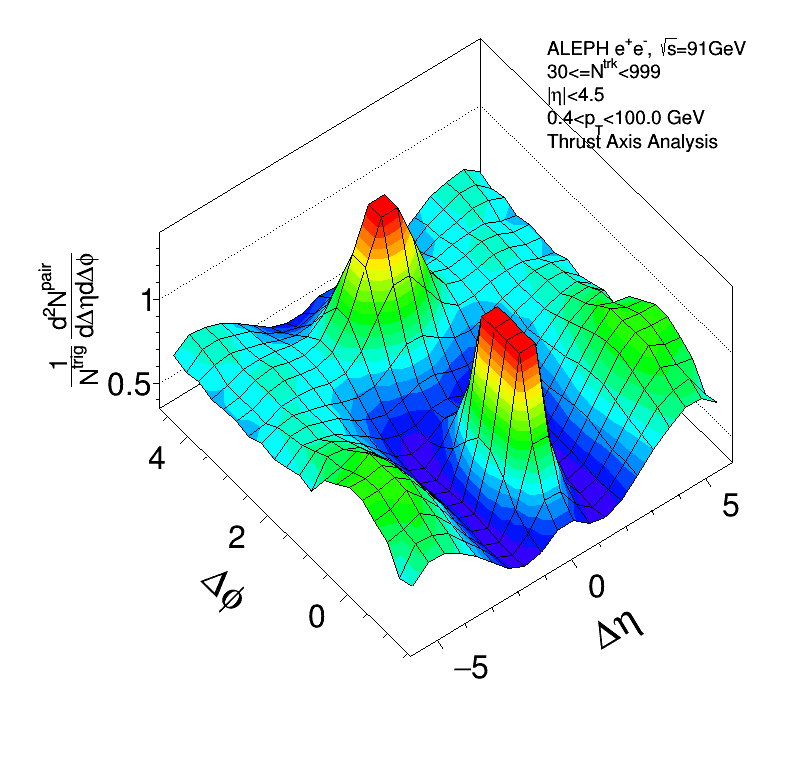 ALEPH e⁺e⁻, √s=91GeV
30<=Nᵗʳᵏ<999
|η|<4.5
0.4<p_T<100.0 GeV
Thrust Axis Analysis
1/N^trig d²N^pair/dΔηdΔφ
1
0.5
4
2
0
Δφ
−5
0
5
Δη